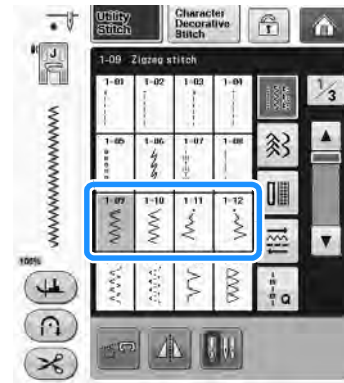 Utility
Stitch
Character
Decorative
Stitch
J
1-09 Zigzag stitch
1-01 1-02 1-03 1-04
1/3
1-05 1-06 1-07 1-08
1-09 1-10 1-11 1-12
100%
Q